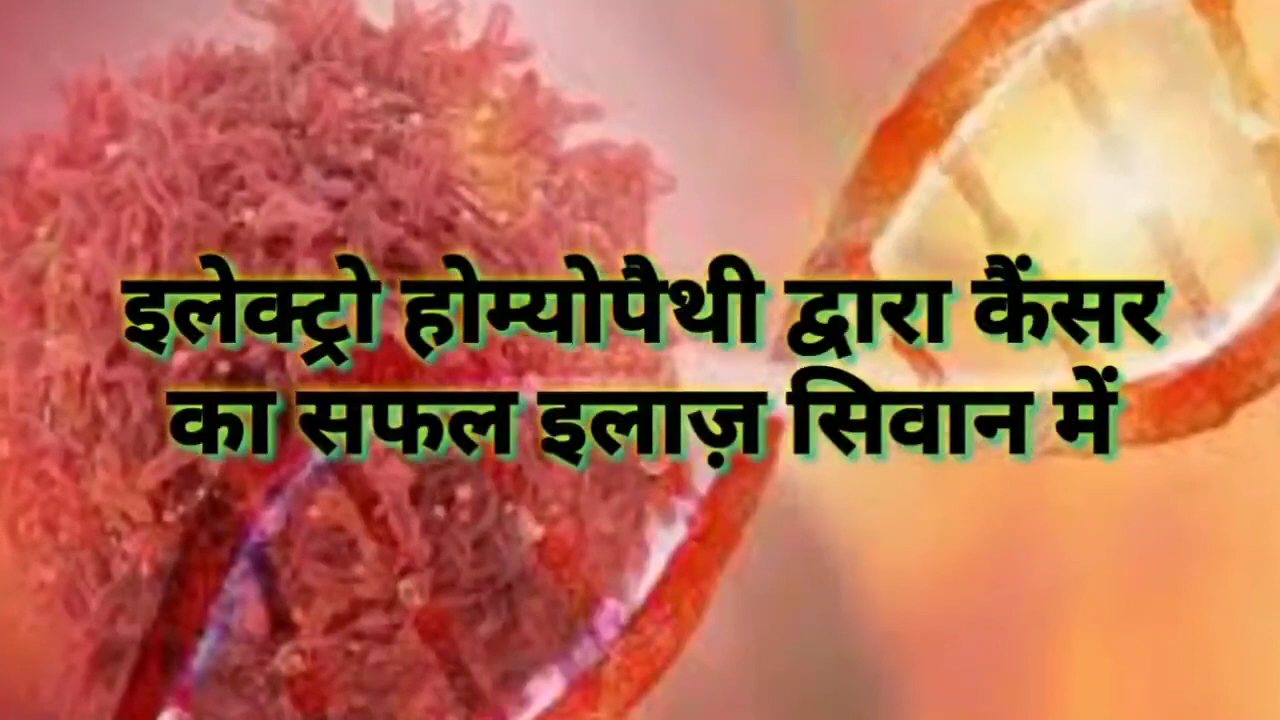 इलेक्ट्रो होम्योपैथी द्वारा कैंसर
का सफल इलाज़ सिवान में